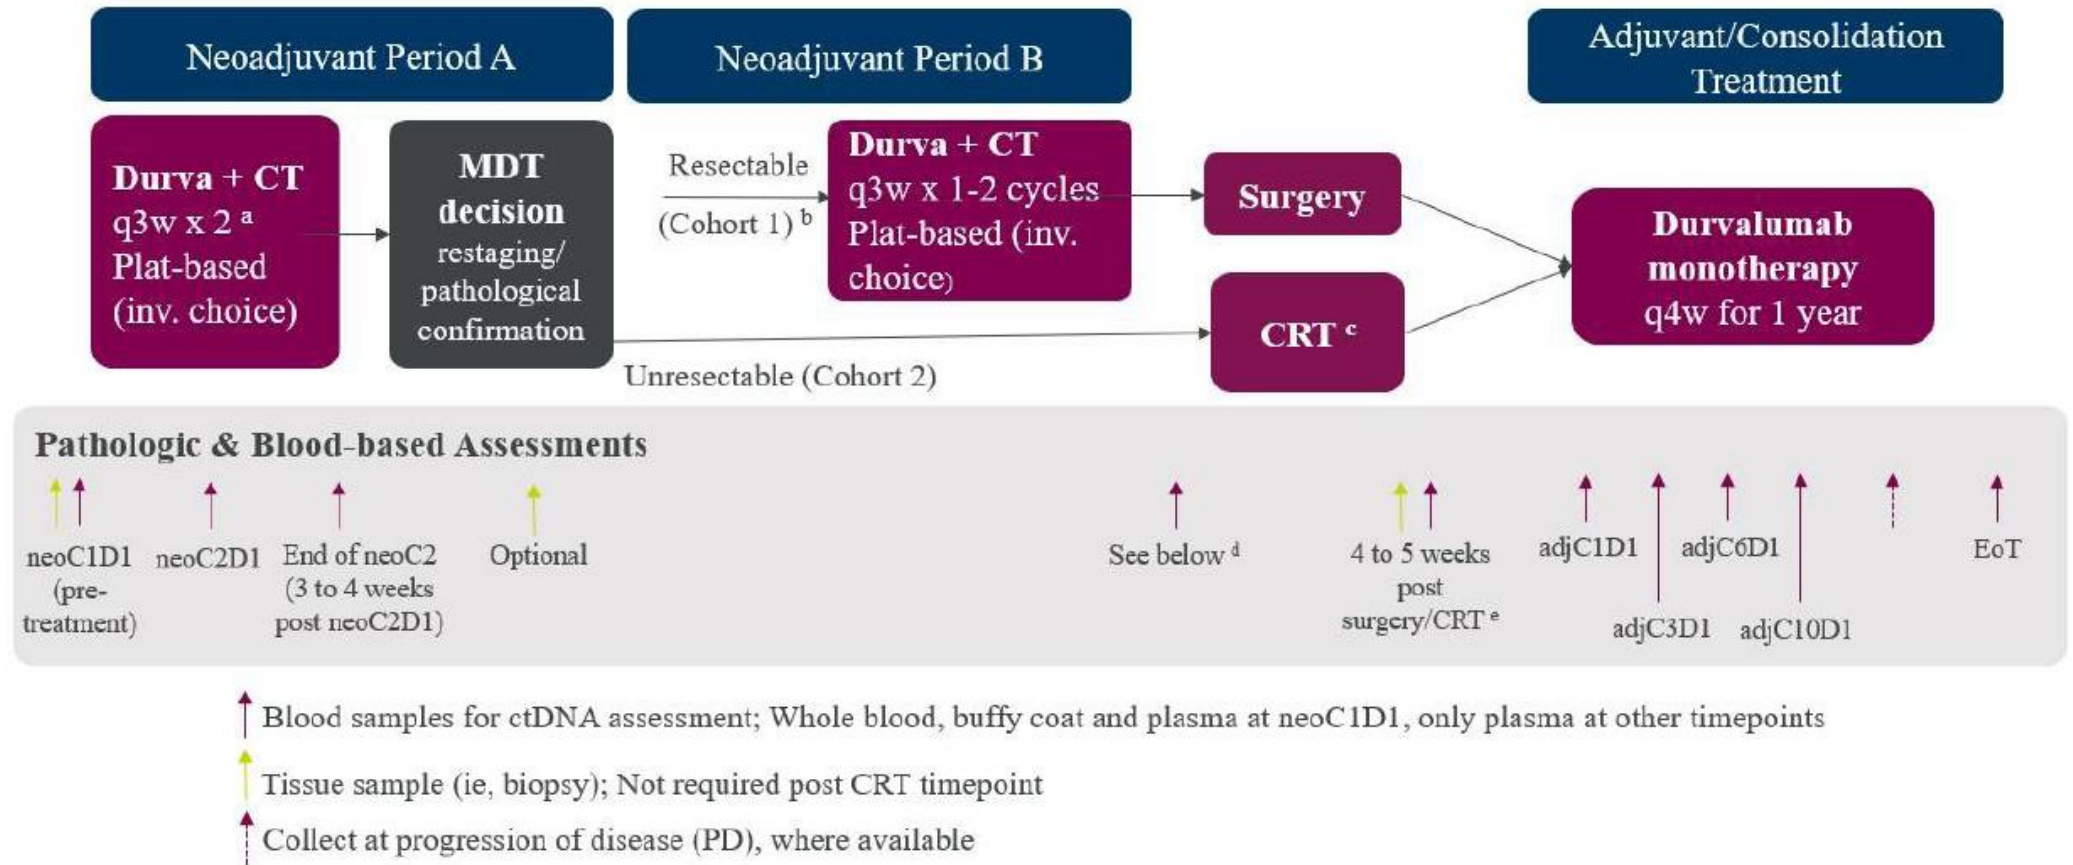 Neoadjuvant Period A
Neoadjuvant Period B
Adjuvant/Consolidation
Treatment
Durva + CT
q3w x 2 a
Plat-based
(inv. choice)
MDT
decision
restaging/
pathological
confirmation
Resectable
(Cohort 1) b
Durva + CT
q3w x 1-2 cycles
Plat-based (inv.
choice)
Surgery
CRT c
Unresectable (Cohort 2)
Durvalumab
monotherapy
q4w for 1 year
Pathologic & Blood-based Assessments
neoC1D1
(pre-
treatment)
neoC2D1
End of neoC2
(3 to 4 weeks
post neoC2D1)
Optional
See below d
4 to 5 weeks
post
surgery/CRT e
adjC1D1
adjC3D1
adjC6D1
adjC10D1
EoT
Blood samples for ctDNA assessment; Whole blood, buffy coat and plasma at neoC1D1, only plasma at other timepoints
Tissue sample (ie, biopsy); Not required post CRT timepoint
Collect at progression of disease (PD), where available